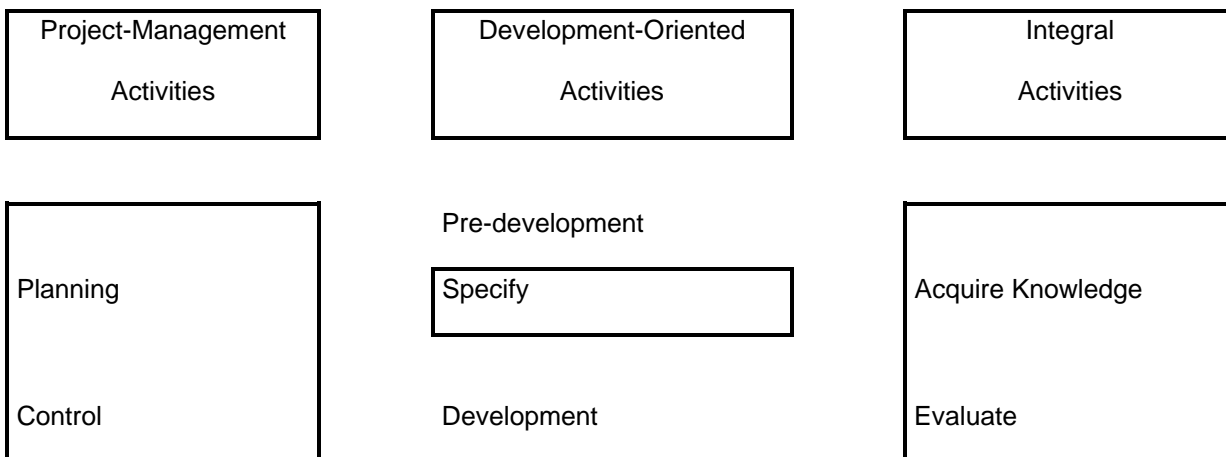 Project-Management
Activities
Development-Oriented
Activities
Integral
Activities
Pre-development
Planning
Specify
Acquire Knowledge
Control
Development
Evaluate